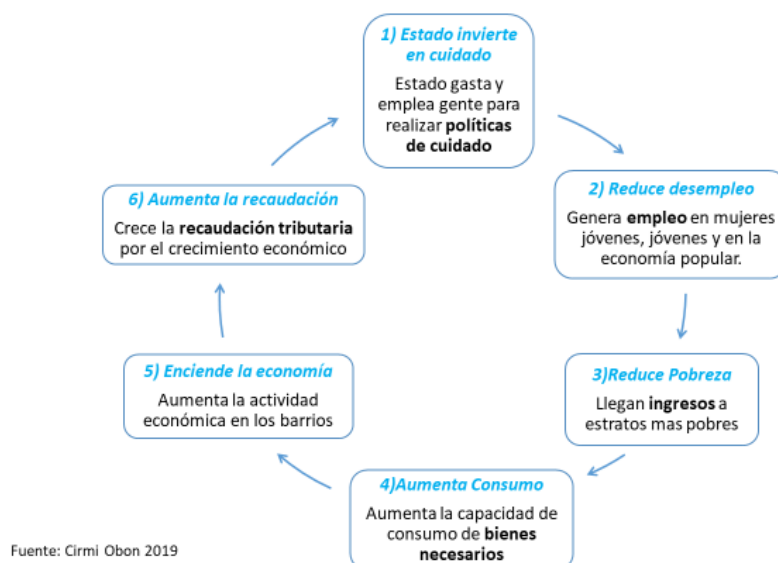 1) Estado invierte
en cuidado
Estado gasta y
emplea gente para
realizar políticas
de cuidado
2) Reduce desempleo
Genera empleo en mujeres
jóvenes, jóvenes y en la
economía popular.
3)Reduce Pobreza
Llegan ingresos a
estratos mas pobres
4)Aumenta Consumo
Aumenta la capacidad de
consumo de bienes
necesarios
5) Enciende la economía
Aumenta la actividad
económica en los barrios
6) Aumenta la recaudación
Crece la recaudación tributaria
por el crecimiento económico
Fuente: Cirmi Obon 2019